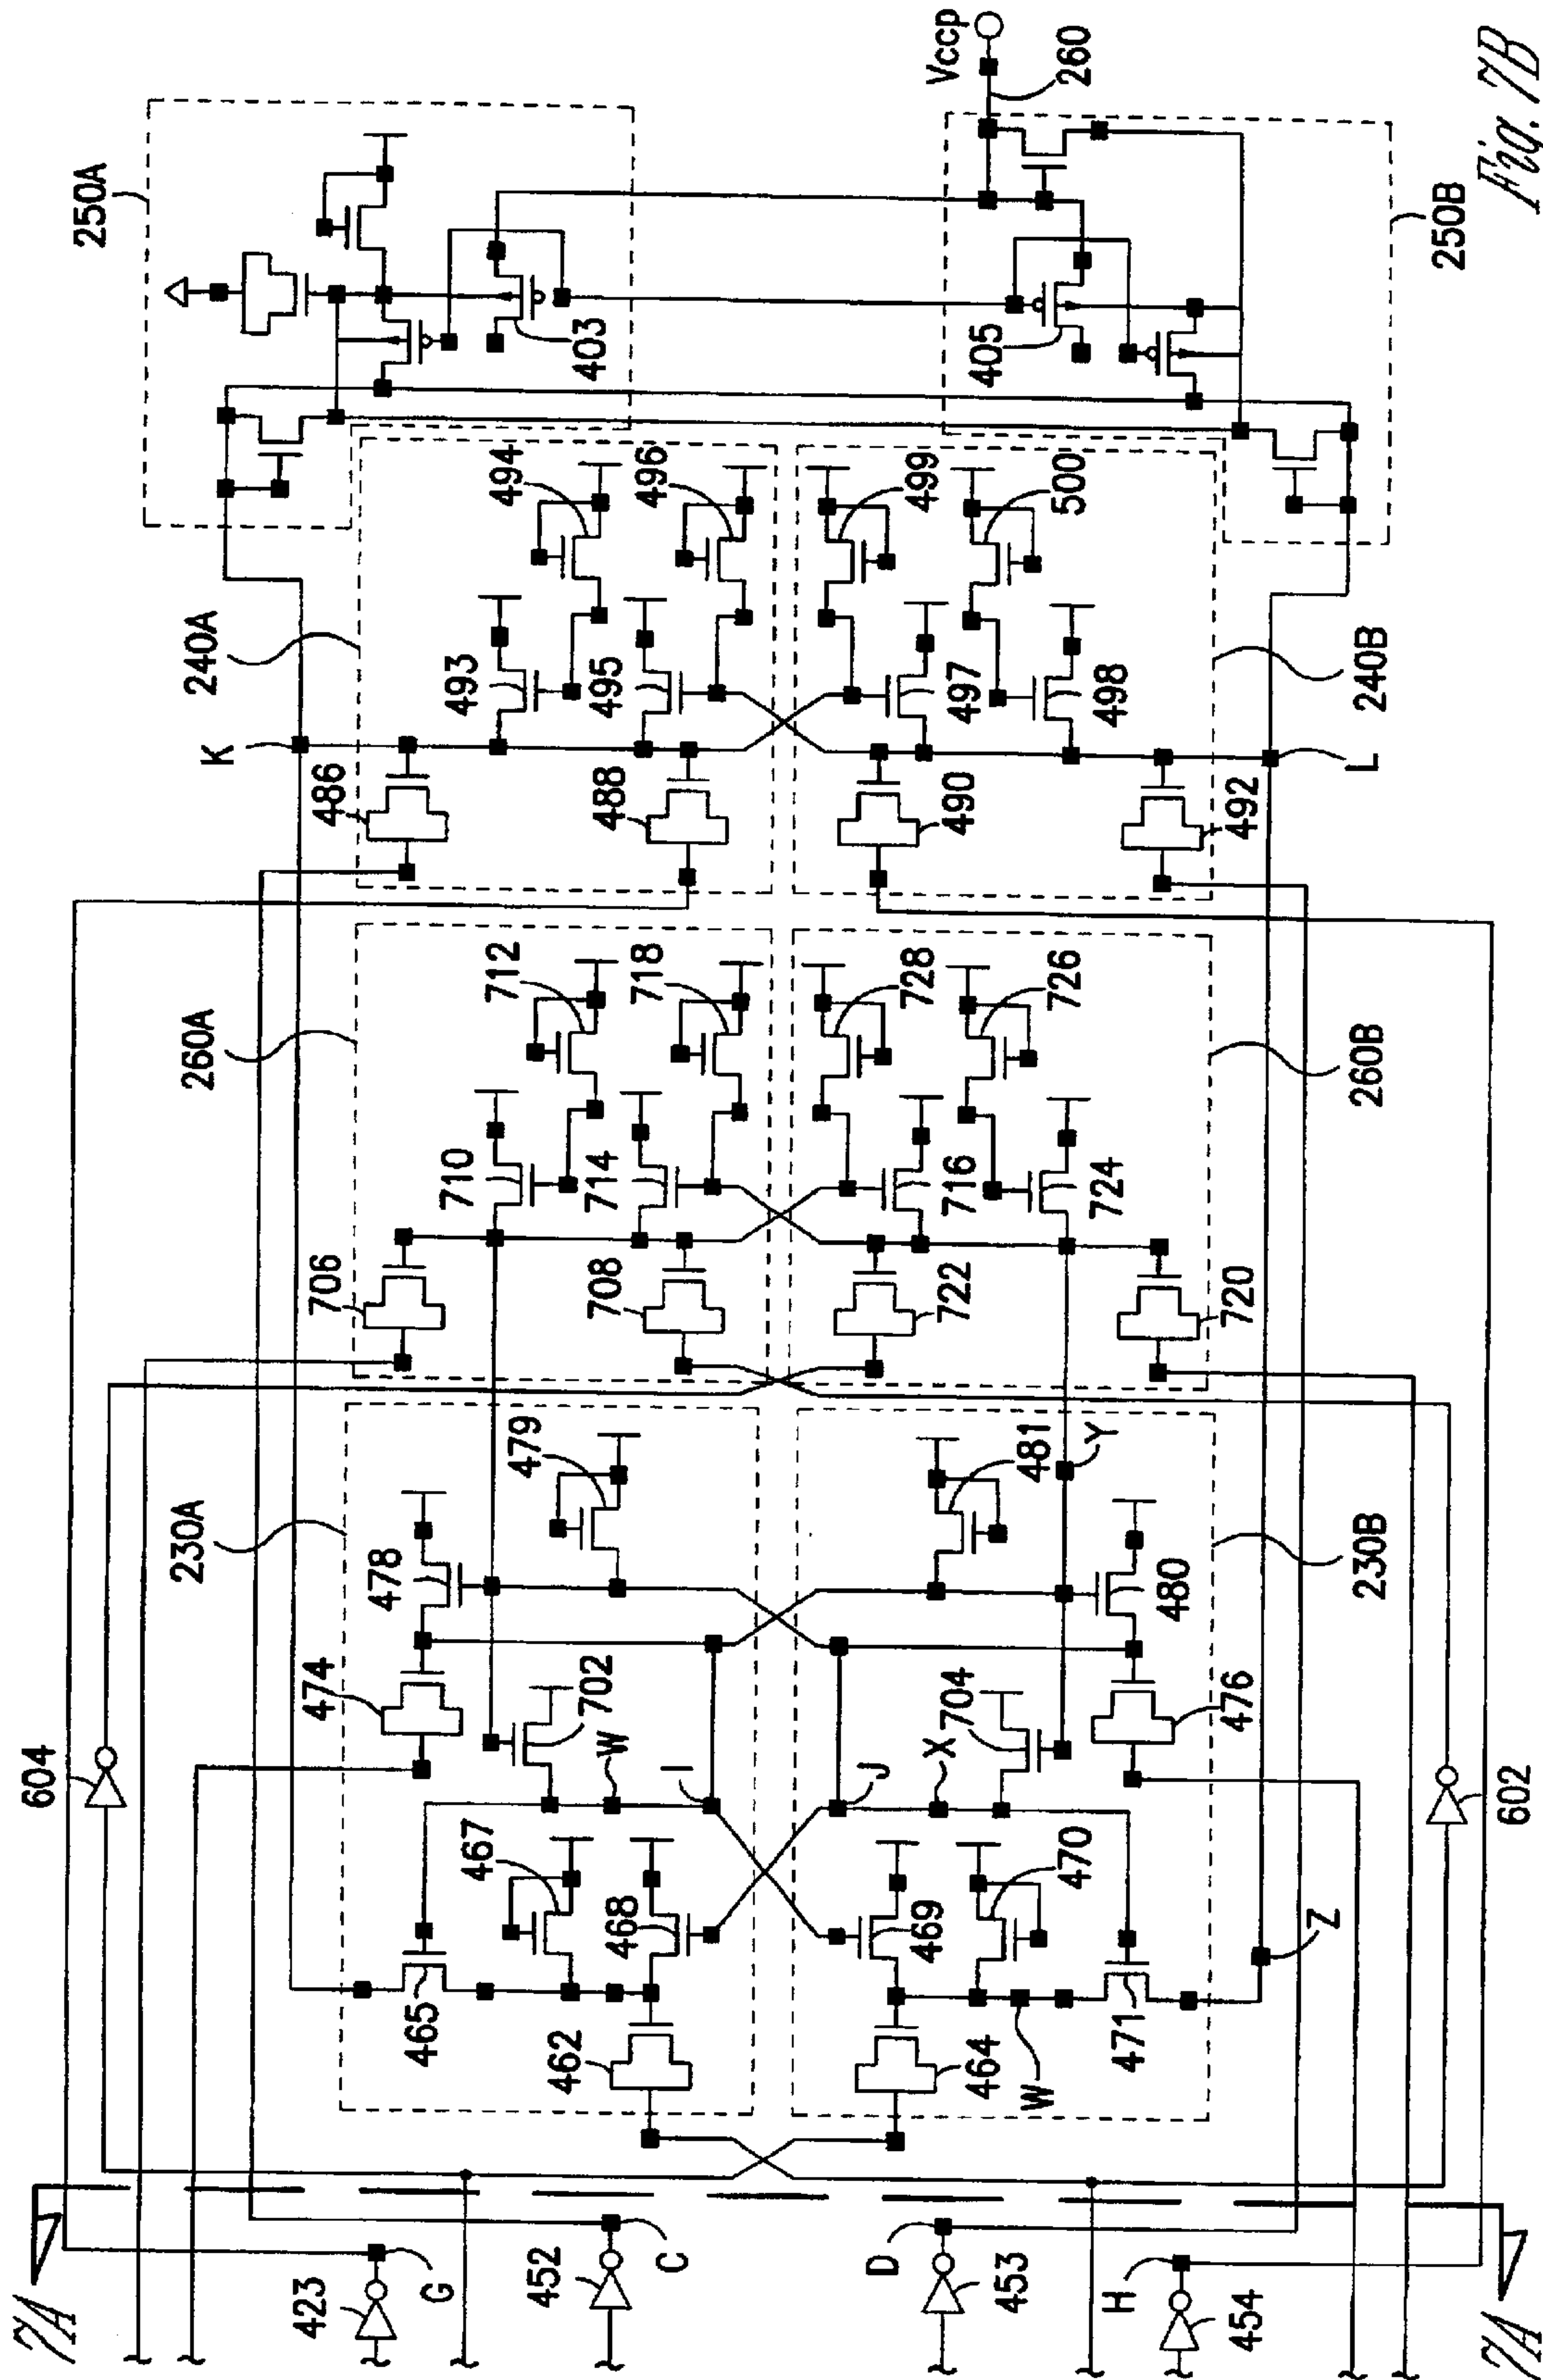 250A
Vccp
260
Fig. 7B
250B
403
405
240A
494
496
499
500
493
495
497
498
K
L
486
488
490
492
240B
260A
712
718
728
726
710
714
716
724
706
708
722
720
260B
230A
479
481
Y
478
480
230B
474
702
704
476
W
I
J
X
604
602
467
468
469
470
465
471
Z
462
464
W
7A
G
423
C
452
D
453
H
454
7A